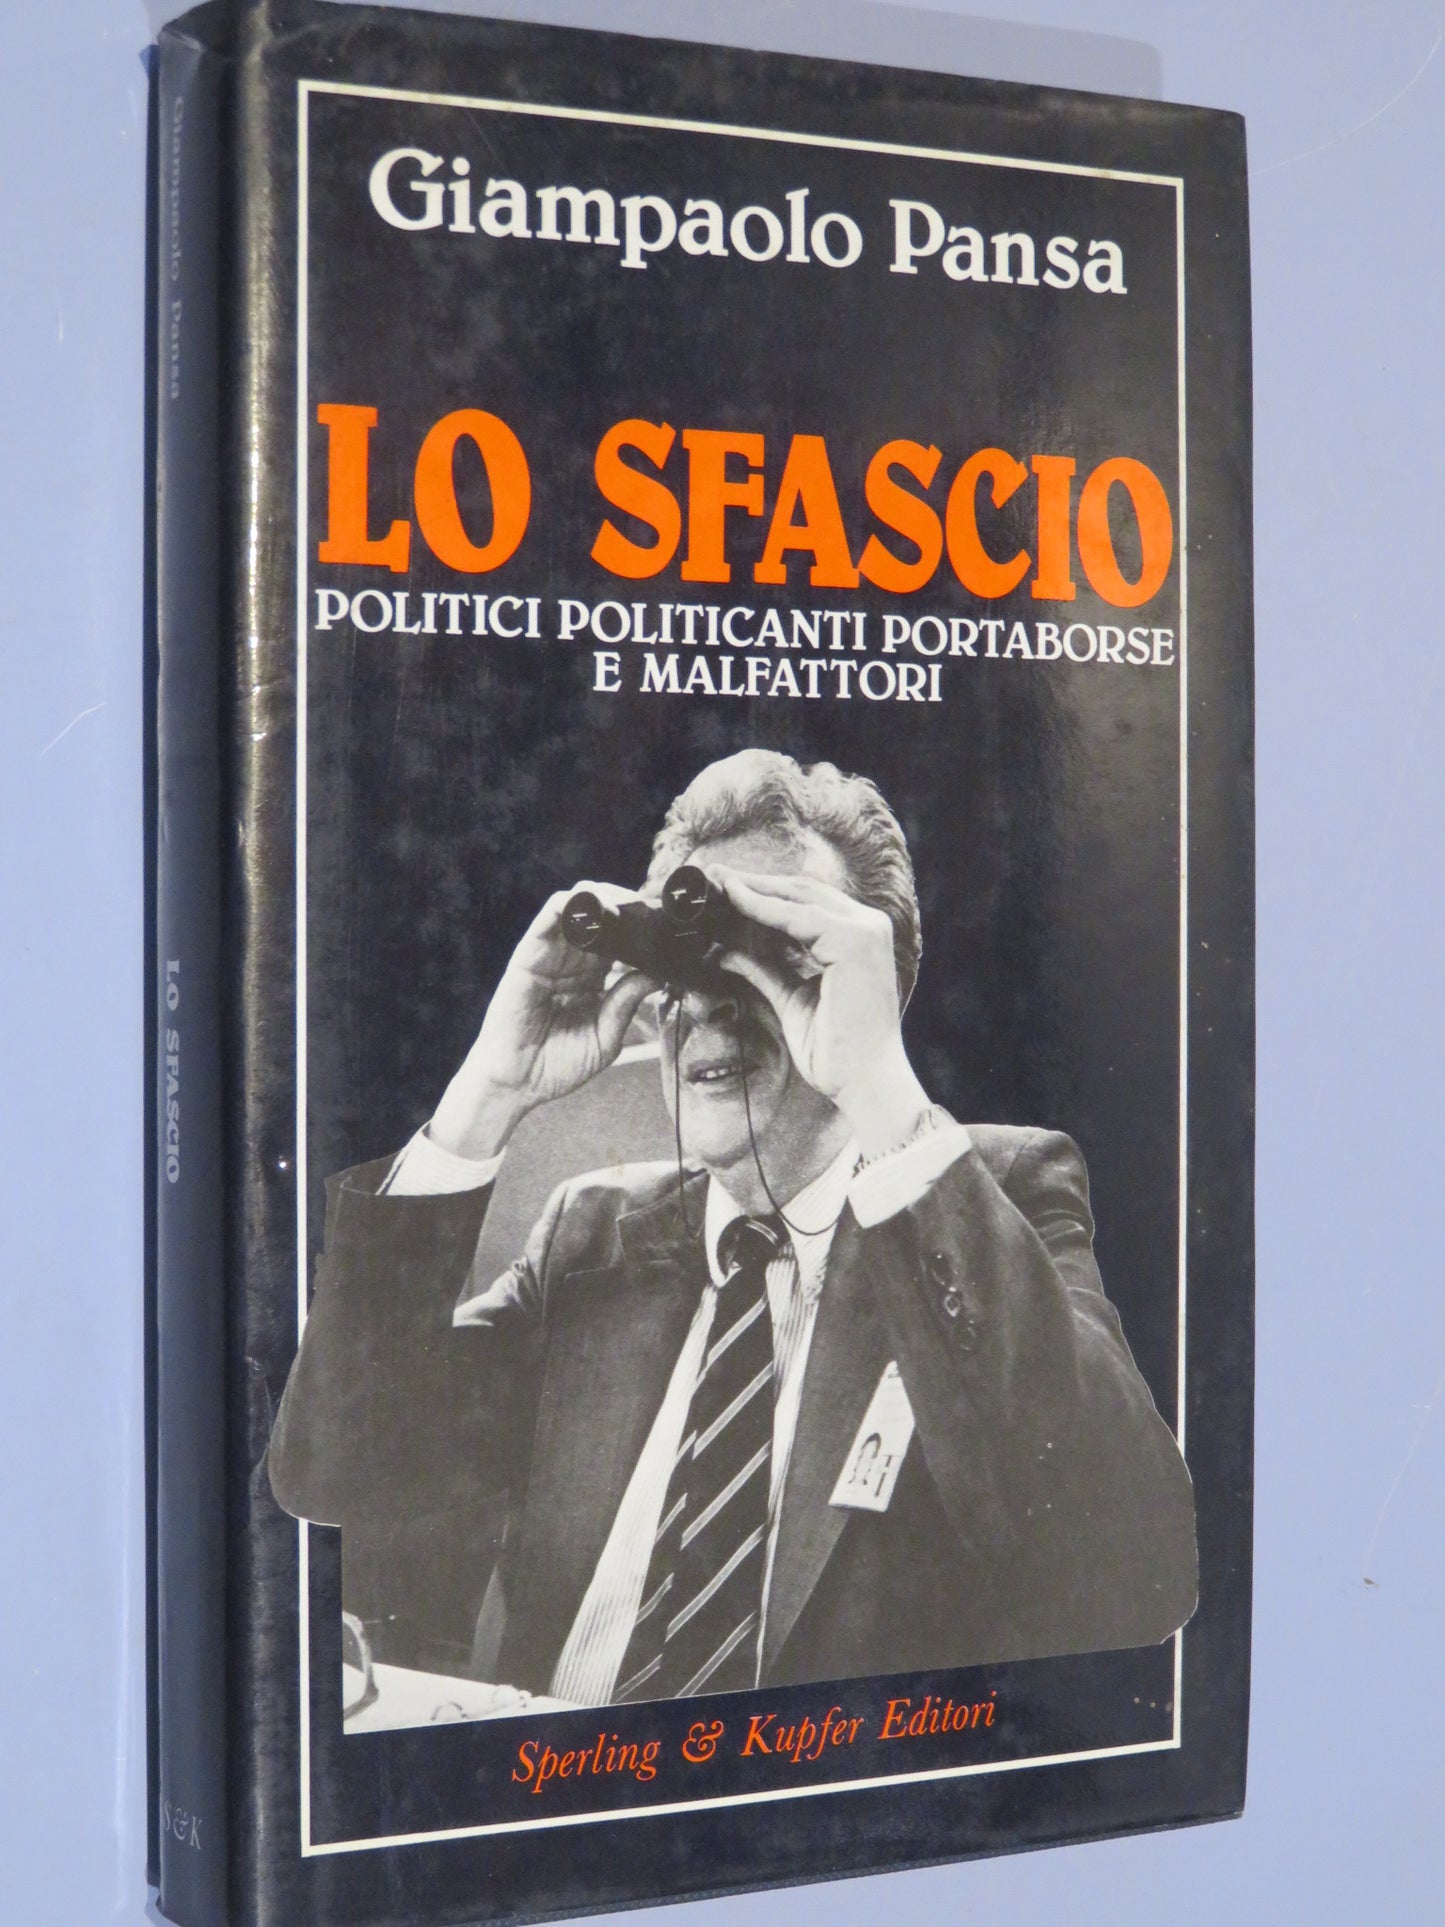 Giampaolo Pansa
LO SFASCIO
POLITICI POLITICANTI PORTABORSE
E MALFATTORI
Sperling & Kupfer Editori
Giampaolo Pansa
LO SFASCIO
S&K